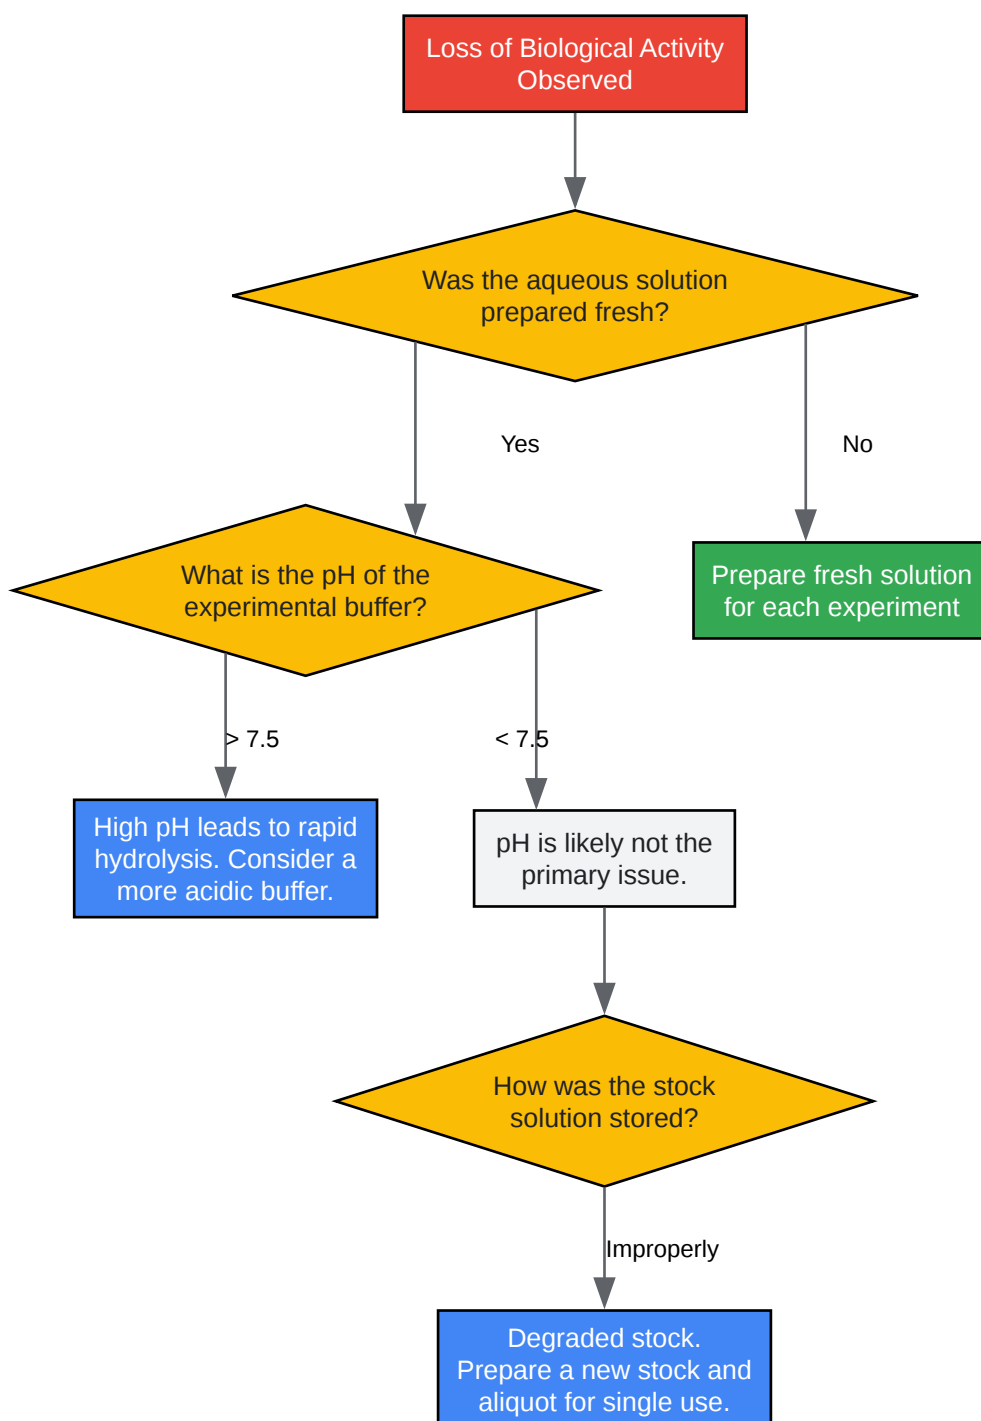 Loss of Biological Activity
Observed
Was the aqueous solution
prepared fresh?
Yes
No
What is the pH of the
experimental buffer?
Prepare fresh solution
for each experiment
> 7.5
< 7.5
High pH leads to rapid
hydrolysis. Consider a
more acidic buffer.
pH is likely not the
primary issue.
How was the stock
solution stored?
Improperly
Degraded stock.
Prepare a new stock and
aliquot for single use.